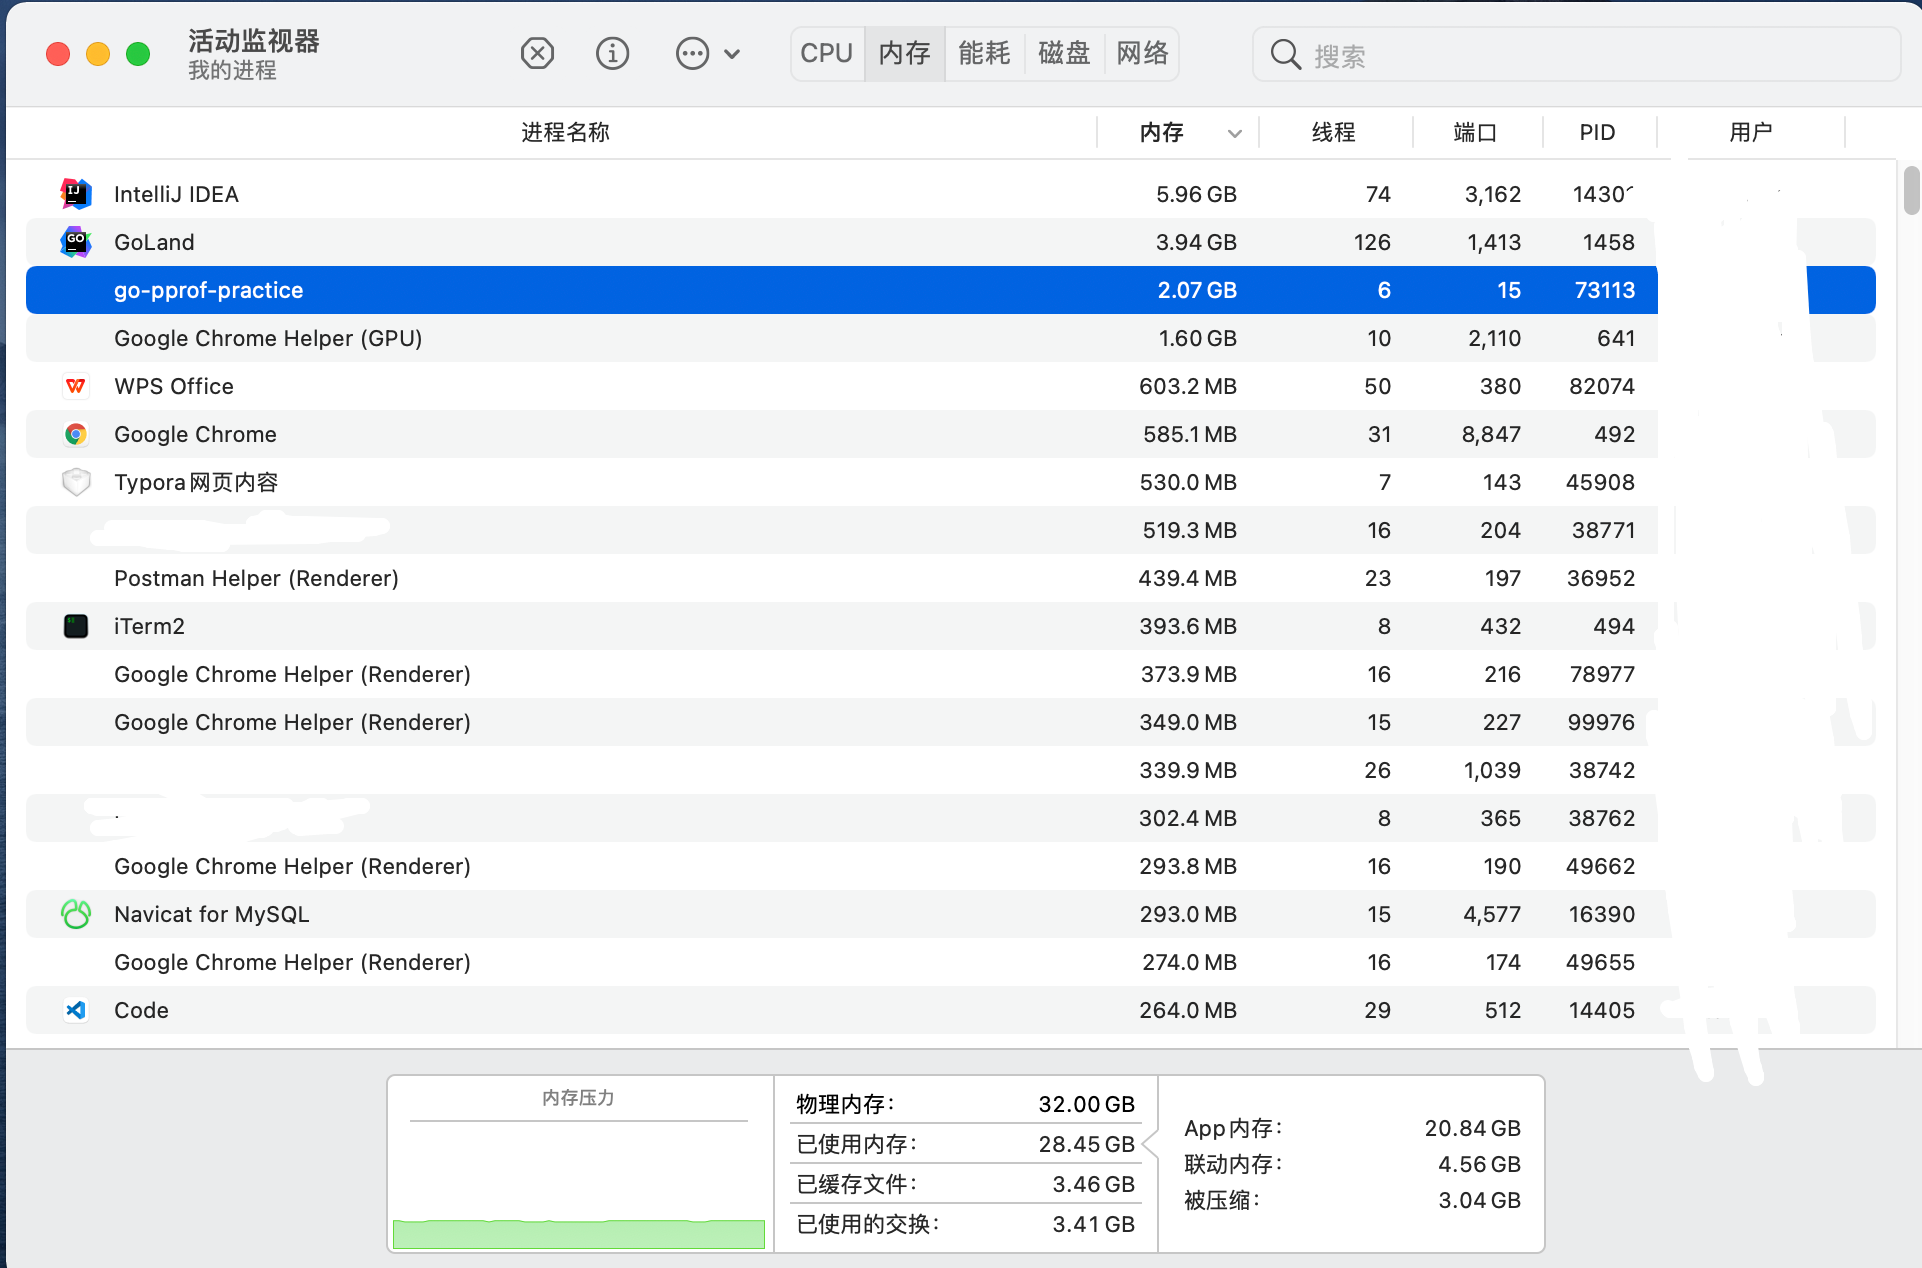 活动监视器
我的进程
CPU 内存 能耗 磁盘 网络
搜索
进程名称 内存 线程 端口 PID 用户
IntelliJ IDEA 5.96 GB 74 3,162 1430
GoLand 3.94 GB 126 1,413 1458
go-pprof-practice 2.07 GB 6 15 73113
Google Chrome Helper (GPU) 1.60 GB 10 2,110 641
WPS Office 603.2 MB 50 380 82074
Google Chrome 585.1 MB 31 8,847 492
Typora网页内容 530.0 MB 7 143 45908
519.3 MB 16 204 38771
Postman Helper (Renderer) 439.4 MB 23 197 36952
iTerm2 393.6 MB 8 432 494
Google Chrome Helper (Renderer) 373.9 MB 16 216 78977
Google Chrome Helper (Renderer) 349.0 MB 15 227 99976
339.9 MB 26 1,039 38742
302.4 MB 8 365 38762
Google Chrome Helper (Renderer) 293.8 MB 16 190 49662
Navicat for MySQL 293.0 MB 15 4,577 16390
Google Chrome Helper (Renderer) 274.0 MB 16 174 49655
Code 264.0 MB 29 512 14405
内存压力
物理内存： 32.00 GB
已使用内存： 28.45 GB
已缓存文件： 3.46 GB
已使用的交换： 3.41 GB
App内存： 20.84 GB
联动内存： 4.56 GB
被压缩： 3.04 GB